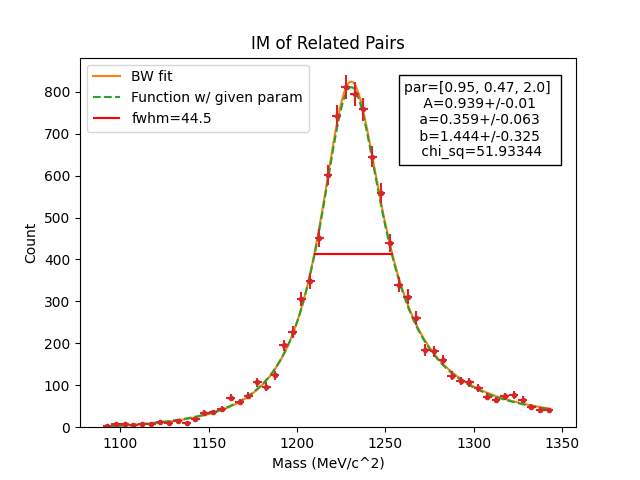 IM of Related Pairs
BW fit
Function w/ given param
fwhm=44.5
par=[0.95, 0.47, 2.0]
A=0.939+/-0.01
a=0.359+/-0.063
b=1.444+/-0.325
chi_sq=51.93344
Count
800
700
600
500
400
300
200
100
0
1100
1150
1200
1250
1300
1350
Mass (MeV/c^2)